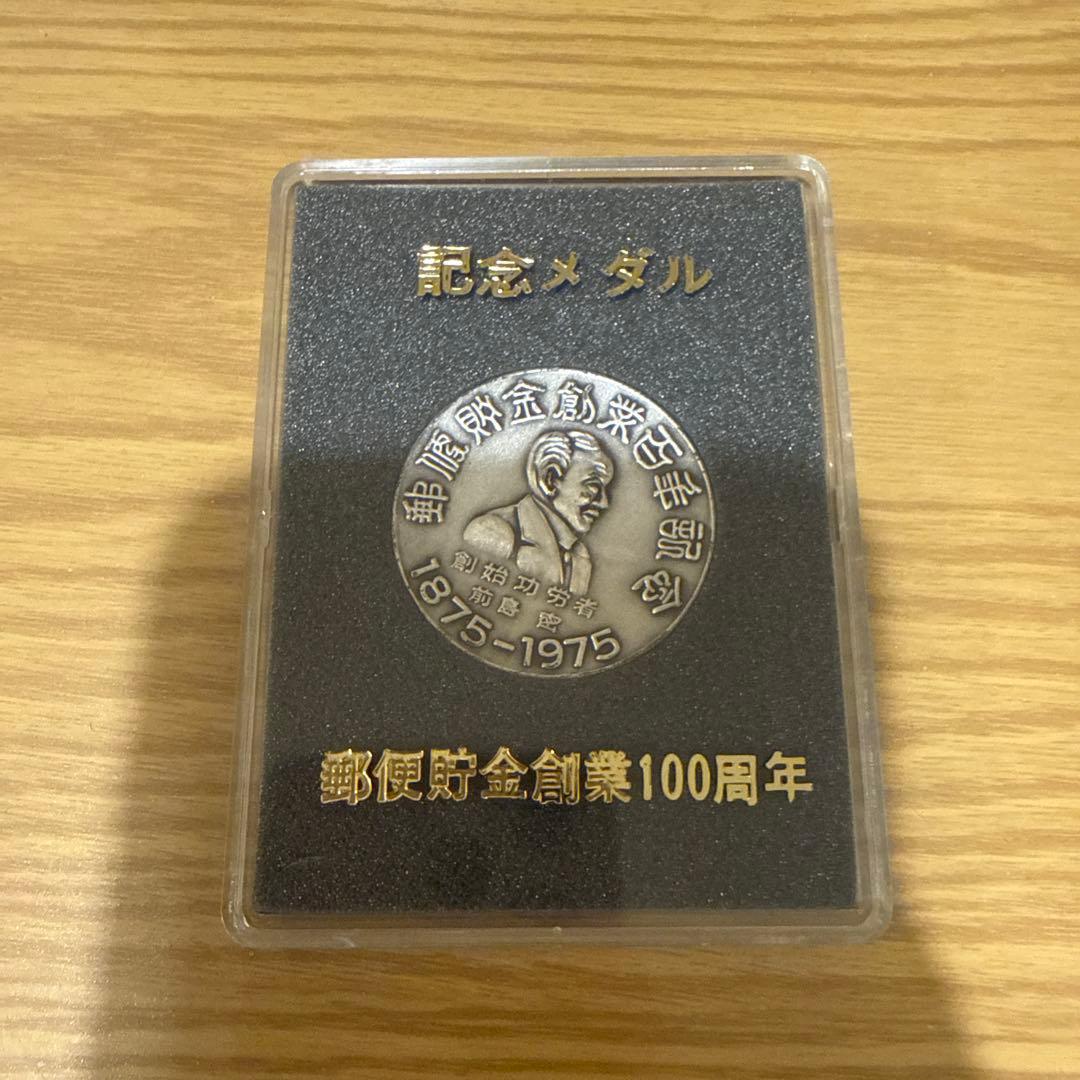 記念メダル
郵便貯金創業百年記念
創始功労者
前島 密
1875-1975
郵便貯金創業100周年